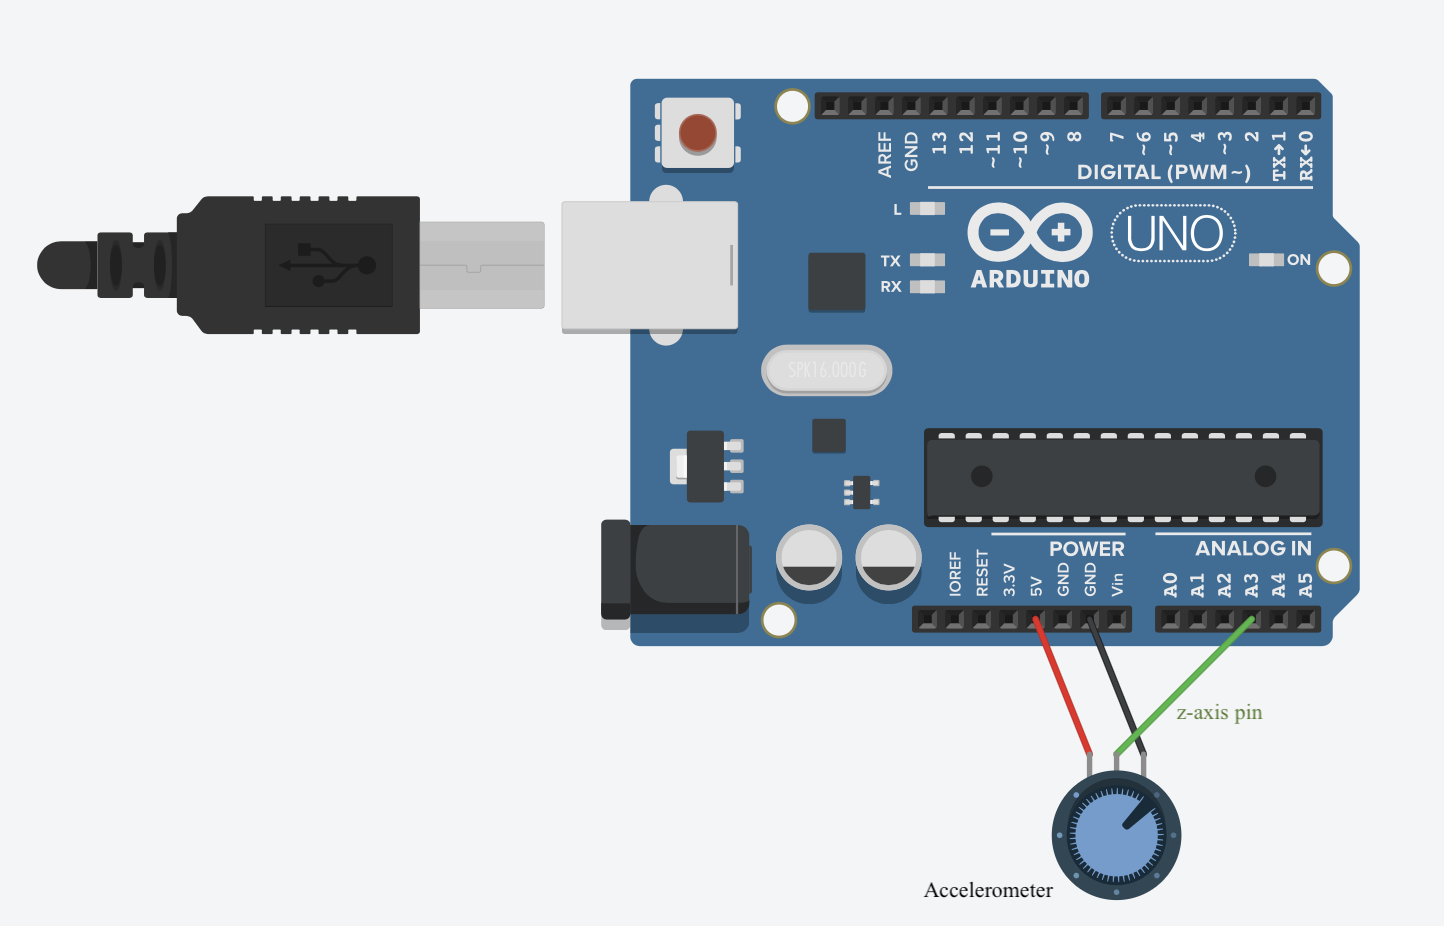 AREF
GND
13
12
~11
~10
~9
8
7
~6
~5
4
~3
2
TX→1
RX←0
DIGITAL (PWM~)
L
TX
RX
ARDUINO
UNO
ON
SPK16.000G
POWER
ANALOG IN
IOREF
RESET
3.3V
5V
GND
GND
Vin
A0
A1
A2
A3
A4
A5
z-axis pin
Accelerometer